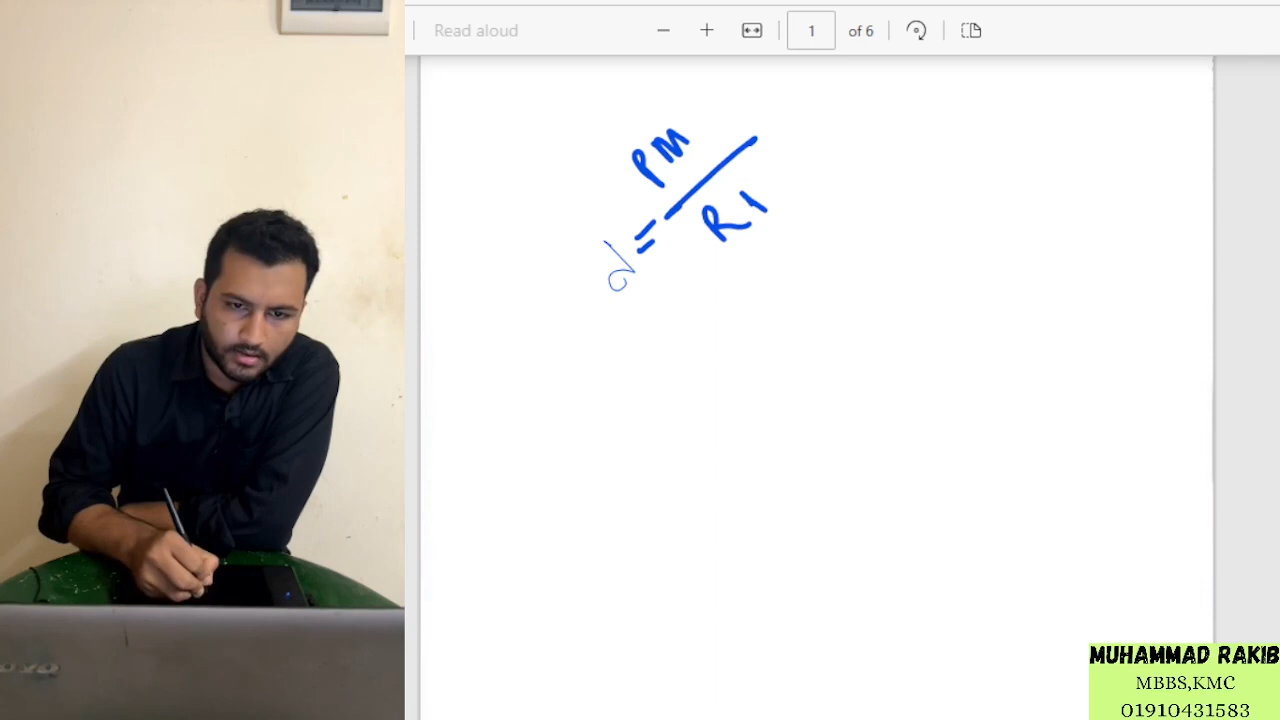 Read aloud
1 of 6
d = PM / R1
MUHAMMAD RAKIB
MBBS,KMC
01910431583